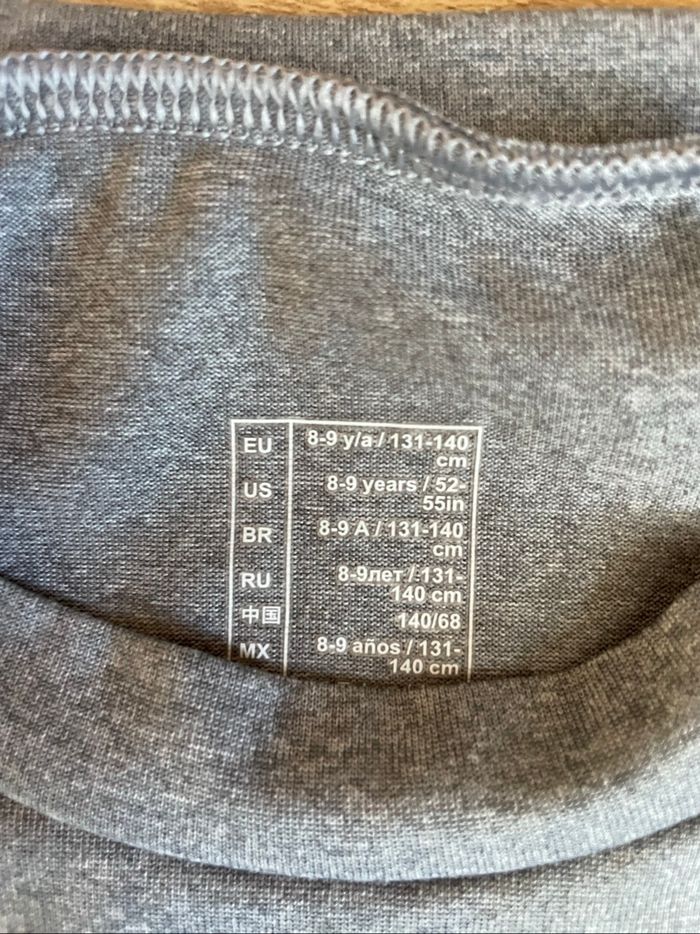 EU 8-9 y/a / 131-140
cm
US 8-9 years / 52-
55in
BR 8-9 A / 131-140
cm
RU 8-9лет / 131-
140 cm
中国 140/68
MX 8-9 años / 131-
140 cm